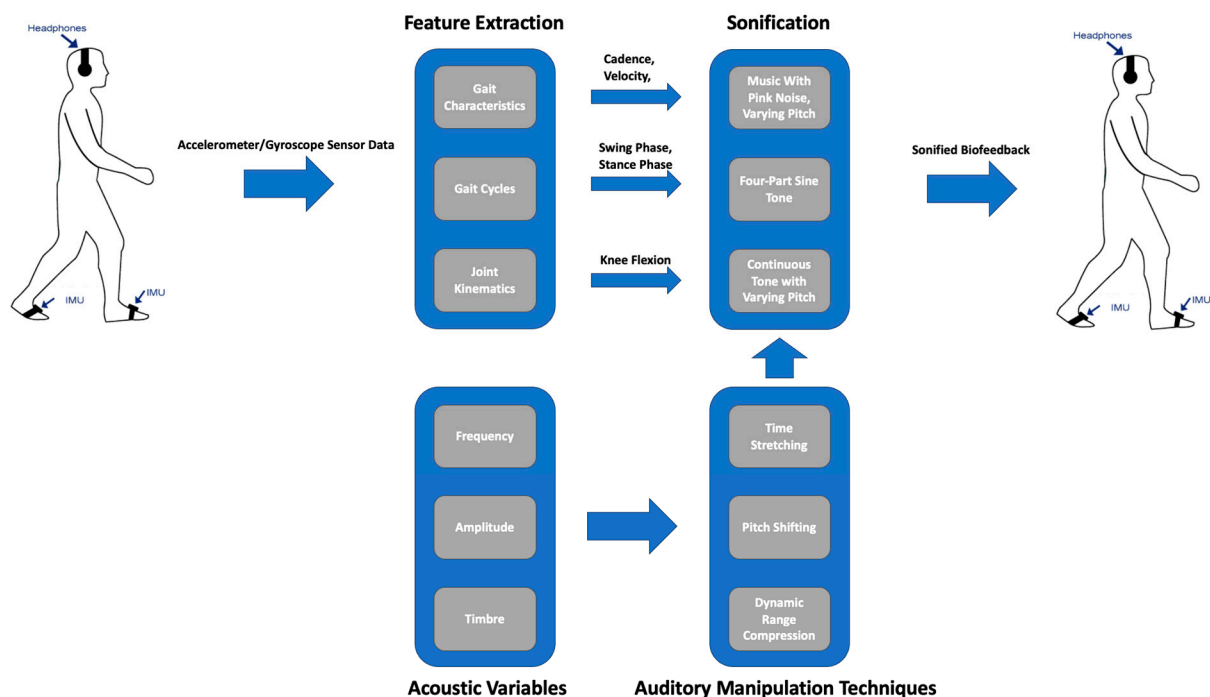 Feature Extraction
Sonification
Headphones
Headphones
Cadence,
Velocity,
Gait
Characteristics
Music With
Pink Noise,
Varying Pitch
Accelerometer/Gyroscope Sensor Data
Swing Phase,
Stance Phase
Sonified Biofeedback
Gait Cycles
Four-Part Sine
Tone
Knee Flexion
Joint
Kinematics
Continuous
Tone with
Varying Pitch
IMU
IMU
IMU
IMU
Frequency
Time
Stretching
Amplitude
Pitch Shifting
Timbre
Dynamic
Range
Compression
Acoustic Variables
Auditory Manipulation Techniques